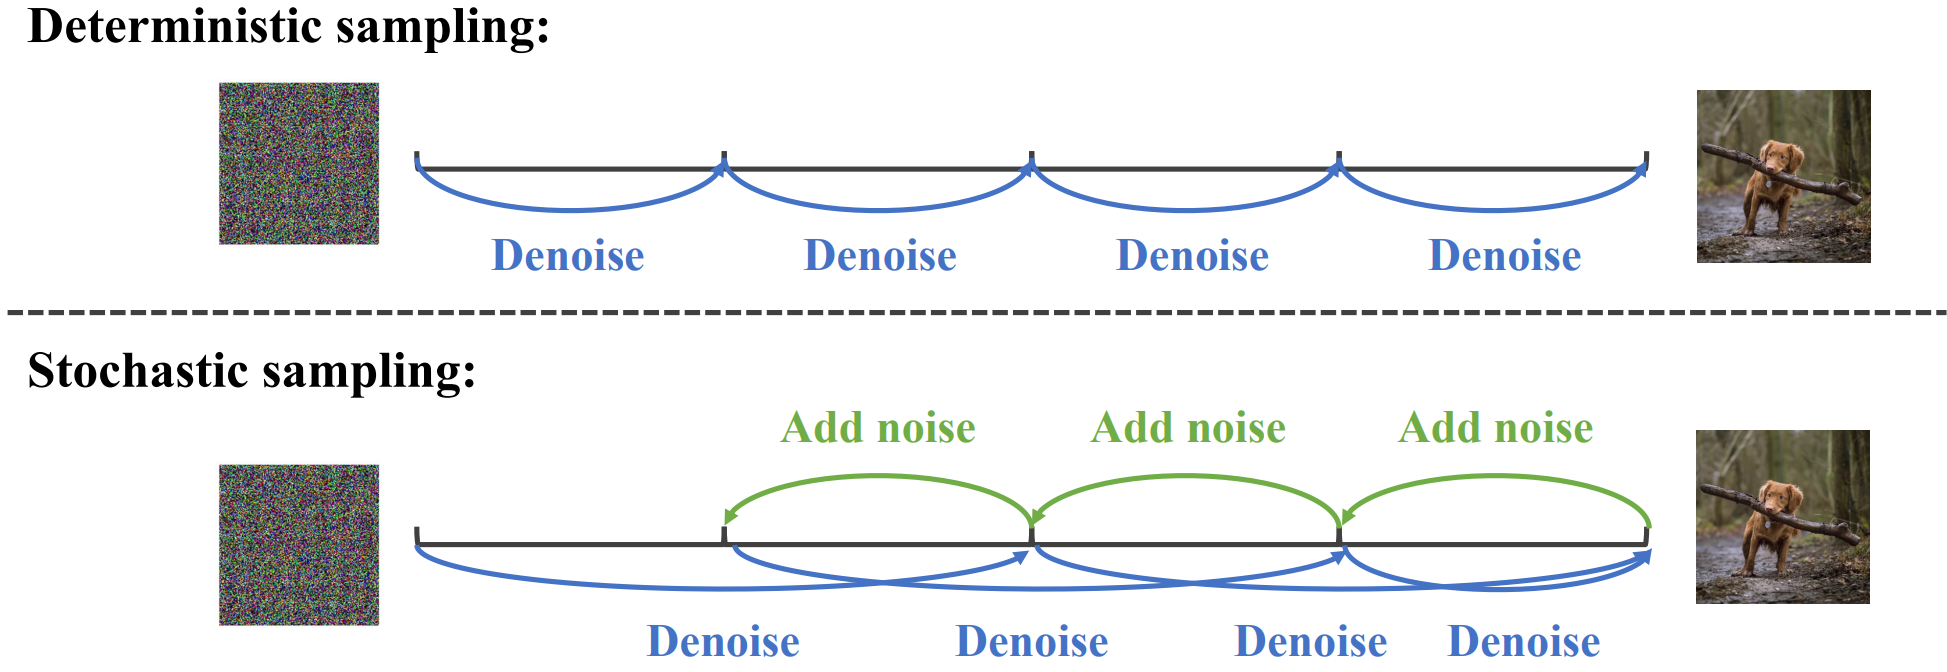 Deterministic sampling:
Denoise Denoise Denoise Denoise
Stochastic sampling:
Add noise Add noise Add noise
Denoise Denoise Denoise Denoise